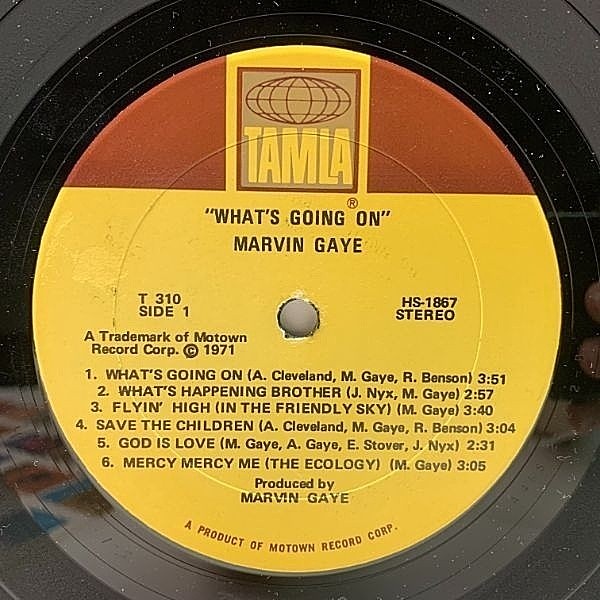 TAMLA
®
"WHAT'S GOING ON"
MARVIN GAYE
T 310
SIDE 1
HS-1867
STEREO
A Trademark of Motown
Record Corp. © 1971
1. WHAT'S GOING ON (A. Cleveland, M. Gaye, R. Benson) 3:51
2. WHAT'S HAPPENING BROTHER (J. Nyx, M. Gaye) 2:57
3. FLYIN' HIGH (IN THE FRIENDLY SKY) (M. Gaye) 3:40
4. SAVE THE CHILDREN (A. Cleveland, M. Gaye, R. Benson) 3:04
5. GOD IS LOVE (M. Gaye, A. Gaye, E. Stover, J. Nyx) 2:31
6. MERCY MERCY ME (THE ECOLOGY) (M. Gaye) 3:05
Produced by
MARVIN GAYE
A PRODUCT OF MOTOWN RECORD CORP.